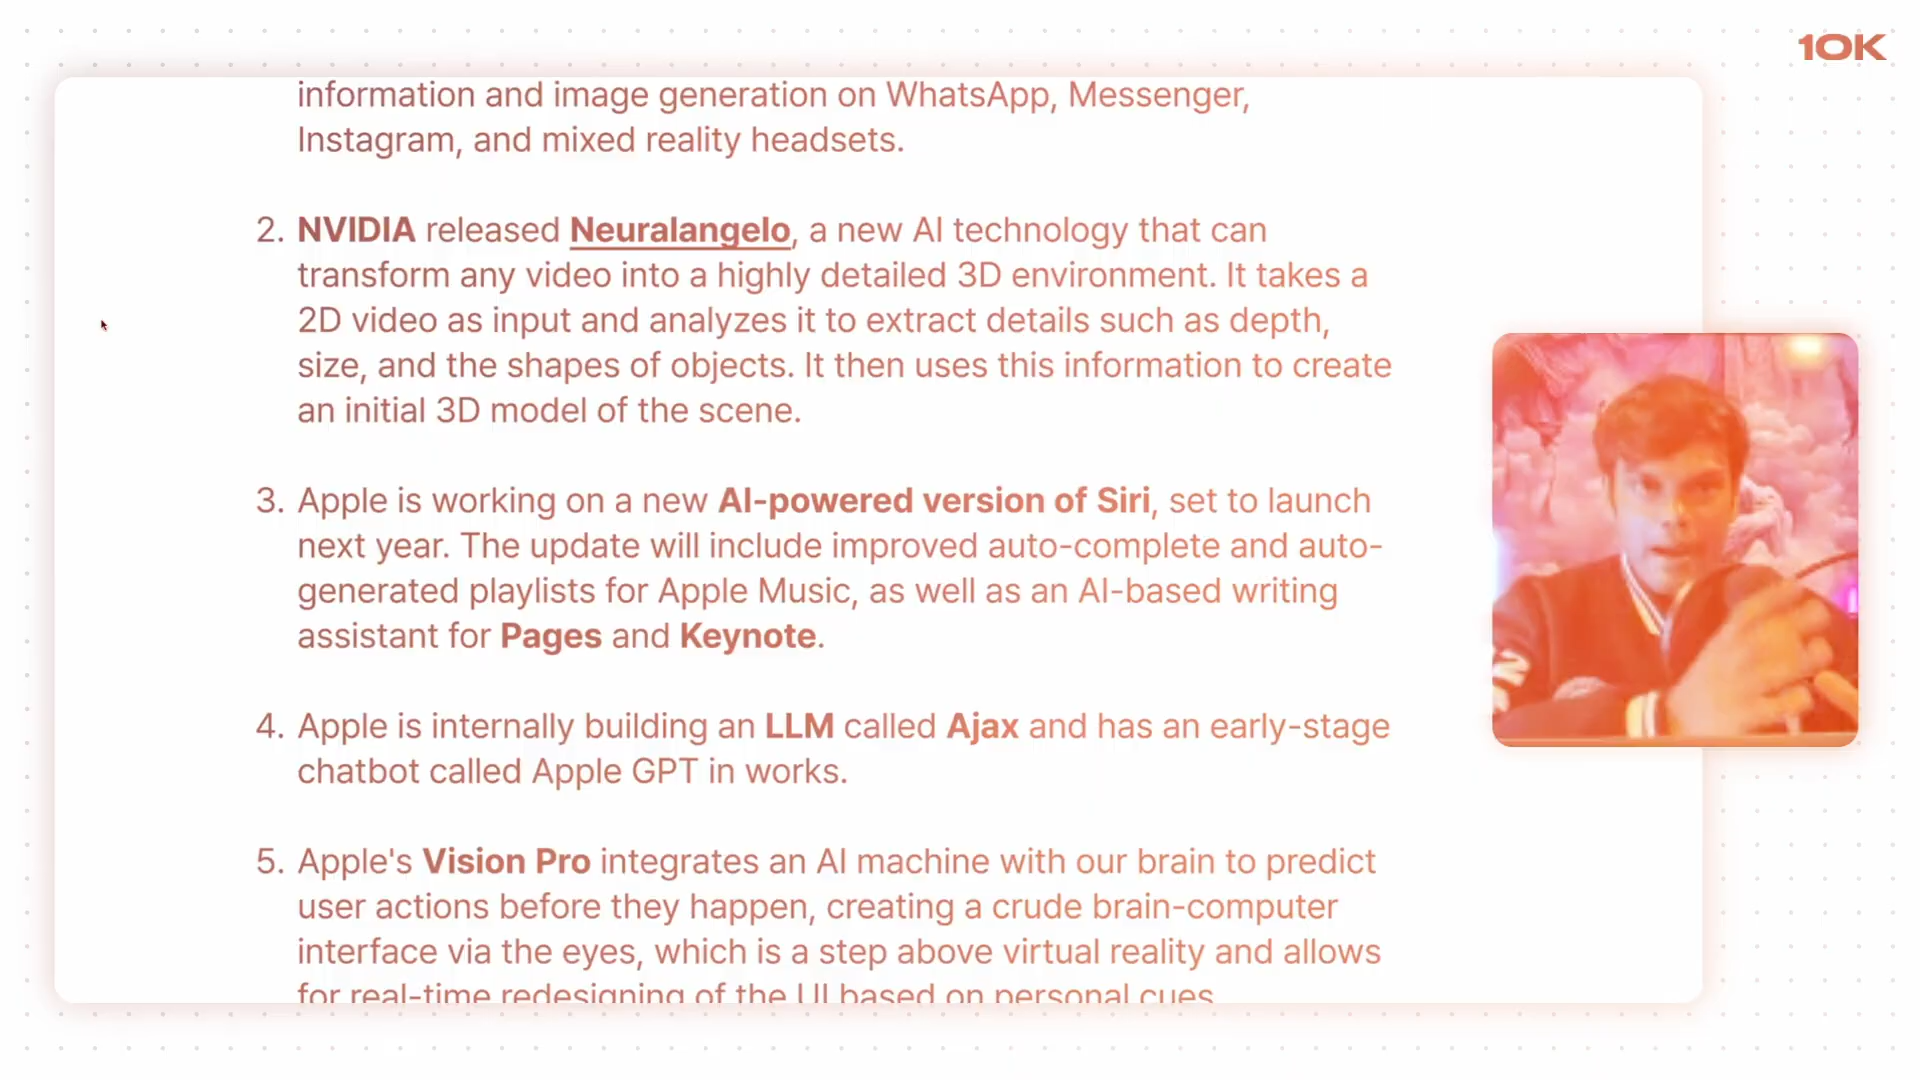 10K
information and image generation on WhatsApp, Messenger,
Instagram, and mixed reality headsets.
2. NVIDIA released Neuralangelo, a new AI technology that can
transform any video into a highly detailed 3D environment. It takes a
2D video as input and analyzes it to extract details such as depth,
size, and the shapes of objects. It then uses this information to create
an initial 3D model of the scene.
3. Apple is working on a new AI-powered version of Siri, set to launch
next year. The update will include improved auto-complete and auto-
generated playlists for Apple Music, as well as an AI-based writing
assistant for Pages and Keynote.
4. Apple is internally building an LLM called Ajax and has an early-stage
chatbot called Apple GPT in works.
5. Apple's Vision Pro integrates an AI machine with our brain to predict
user actions before they happen, creating a crude brain-computer
interface via the eyes, which is a step above virtual reality and allows
for real-time redesigning of the UI based on personal cues